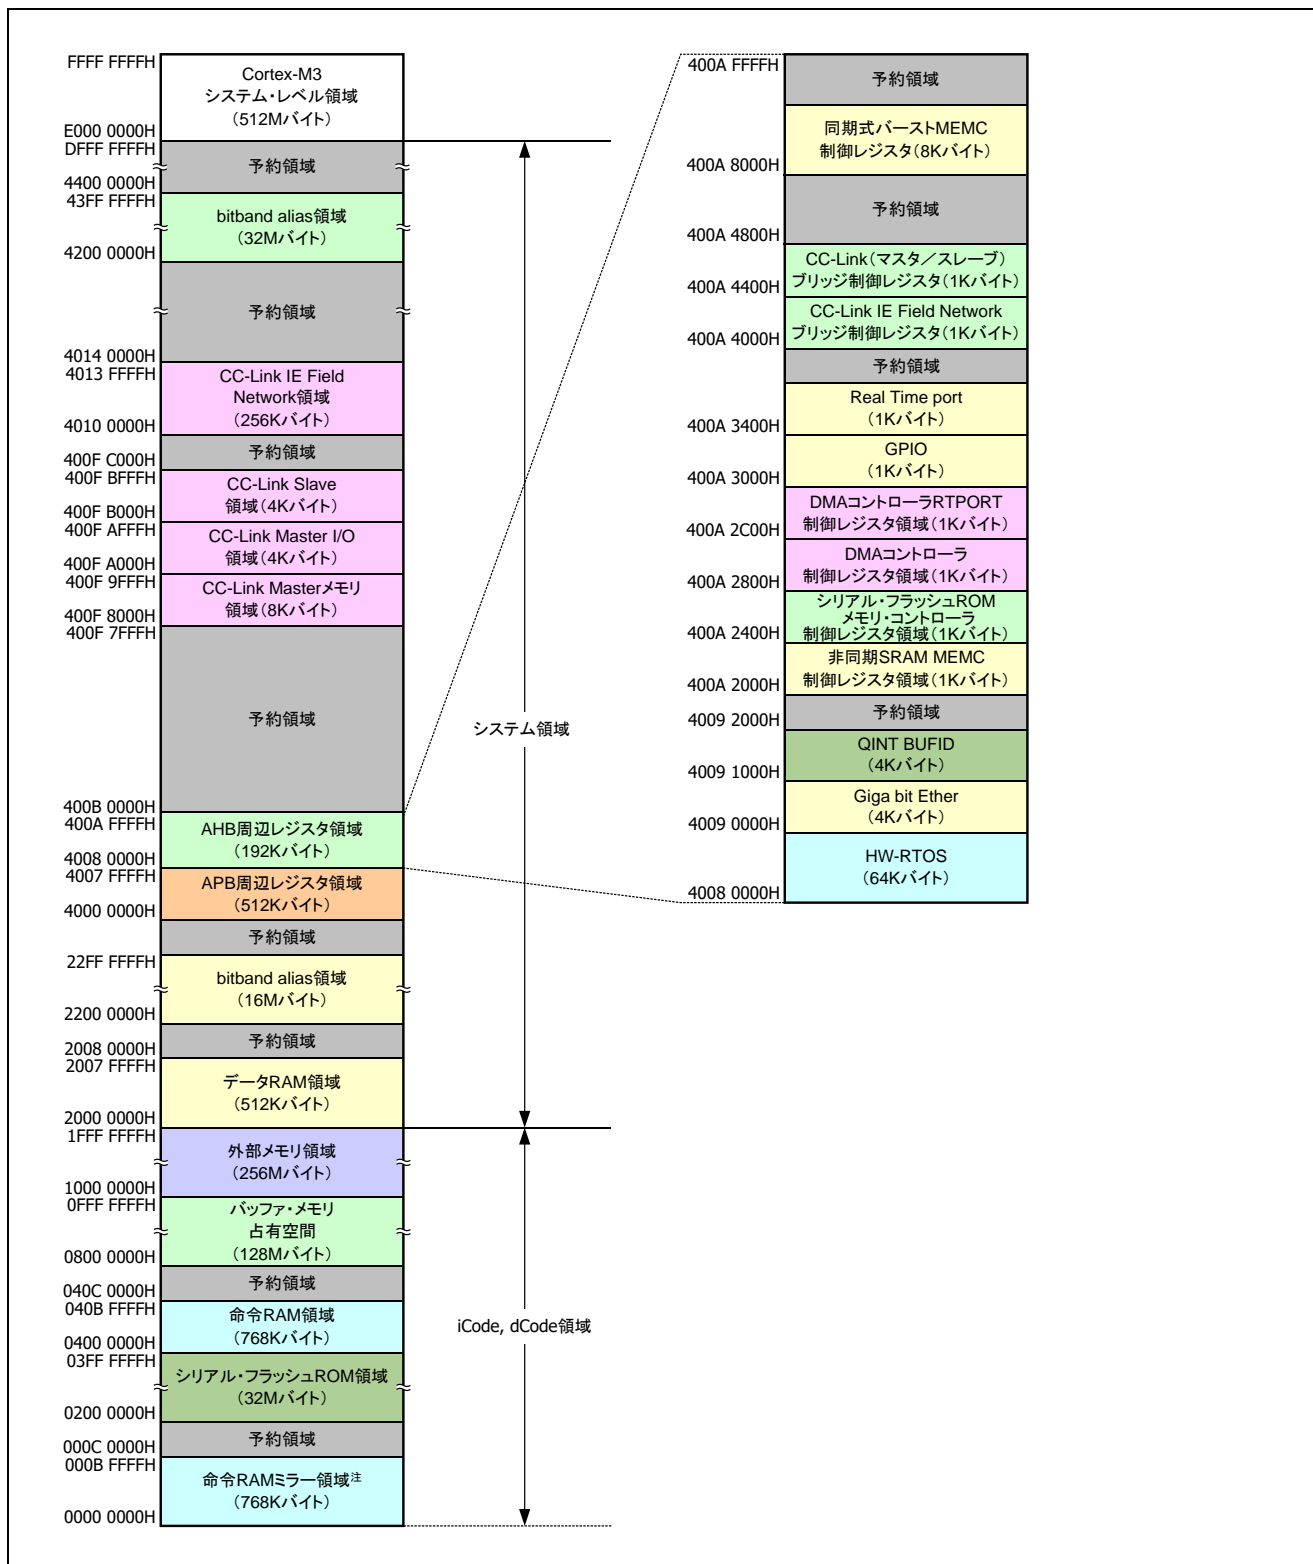 FFFF FFFFH
Cortex-M3
システム・レベル領域
（512Mバイト）
E000 0000H
DFFF FFFFH
予約領域
4400 0000H
43FF FFFFH
bitband alias領域
（32Mバイト）
4200 0000H
予約領域
4014 0000H
4013 FFFFH
CC-Link IE Field
Network領域
（256Kバイト）
4010 0000H
予約領域
400F C000H
400F BFFFH
CC-Link Slave
領域（4Kバイト）
400F B000H
400F AFFFH
CC-Link Master I/O
領域（4Kバイト）
400F A000H
400F 9FFFH
CC-Link Masterメモリ
領域（8Kバイト）
400F 8000H
400F 7FFFH
予約領域
400B 0000H
400A FFFFH
AHB周辺レジスタ領域
（192Kバイト）
4008 0000H
4007 FFFFH
APB周辺レジスタ領域
（512Kバイト）
4000 0000H
予約領域
22FF FFFFH
bitband alias領域
（16Mバイト）
2200 0000H
予約領域
2008 0000H
2007 FFFFH
データRAM領域
（512Kバイト）
2000 0000H
1FFF FFFFH
外部メモリ領域
（256Mバイト）
1000 0000H
0FFF FFFFH
バッファ・メモリ
占有空間
（128Mバイト）
0800 0000H
予約領域
040C 0000H
040B FFFFH
命令RAM領域
（768Kバイト）
0400 0000H
03FF FFFFH
シリアル・フラッシュROM領域
（32Mバイト）
0200 0000H
予約領域
000C 0000H
000B FFFFH
命令RAMミラー領域注
（768Kバイト）
0000 0000H
システム領域
iCode, dCode領域
400A FFFFH
予約領域
同期式バーストMEMC
制御レジスタ（8Kバイト）
400A 8000H
予約領域
400A 4800H
CC-Link（マスタ／スレーブ）
ブリッジ制御レジスタ（1Kバイト）
400A 4400H
CC-Link IE Field Network
ブリッジ制御レジスタ（1Kバイト）
400A 4000H
予約領域
Real Time port
（1Kバイト）
400A 3400H
GPIO
（1Kバイト）
400A 3000H
DMAコントローラRTPORT
制御レジスタ領域（1Kバイト）
400A 2C00H
DMAコントローラ
制御レジスタ領域（1Kバイト）
400A 2800H
シリアル・フラッシュROM
メモリ・コントローラ
制御レジスタ領域（1Kバイト）
400A 2400H
非同期SRAM MEMC
制御レジスタ領域（1Kバイト）
400A 2000H
予約領域
4009 2000H
QINT BUFID
（4Kバイト）
4009 1000H
Giga bit Ether
（4Kバイト）
4009 0000H
HW-RTOS
（64Kバイト）
4008 0000H